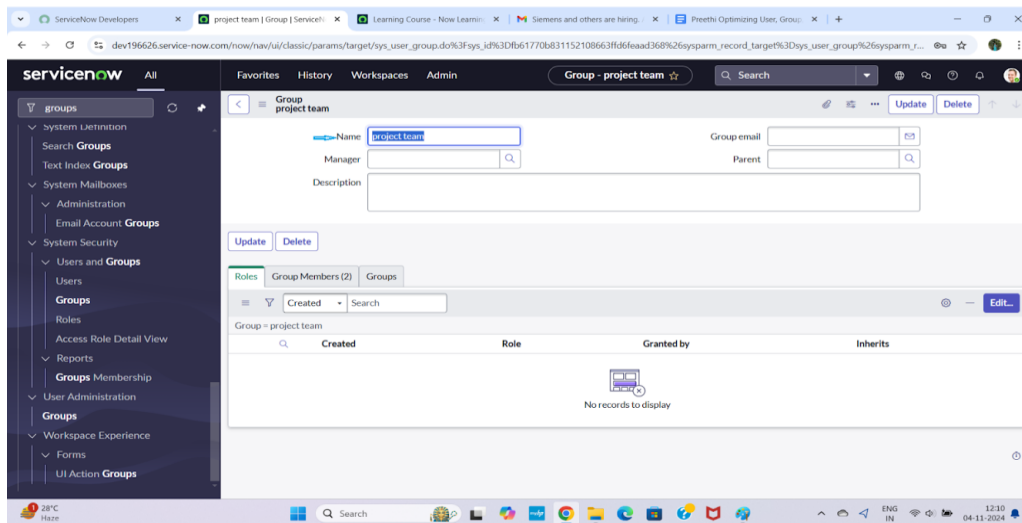 ServiceNow Developers
project team | Group | ServiceN
Learning Course - Now Learnin
Siemens and others are hiring.
Preethi Optimizing User, Group
dev196626.service-now.com/now/nav/ui/classic/params/target/sys_user_group.do%3Fsys_id%3Dfb61770b831152108663ffd6feaad368%26sysparm_record_target%3Dsys_user_group%26sysparm_r...
servicenow All Favorites History Workspaces Admin Group - project team Search
groups
Group
project team
Update Delete
System Definition
Search Groups
Text Index Groups
System Mailboxes
Administration
Email Account Groups
System Security
Users and Groups
Users
Groups
Roles
Access Role Detail View
Reports
Groups Membership
User Administration
Groups
Workspace Experience
Forms
UI Action Groups
Name project team Group email
Manager Parent
Description
Update Delete
Roles Group Members (2) Groups
Created Search Edit...
Group = project team
Created Role Granted by Inherits
No records to display
1
28°C
Haze
Search
ENG
IN
12:10
04-11-2024